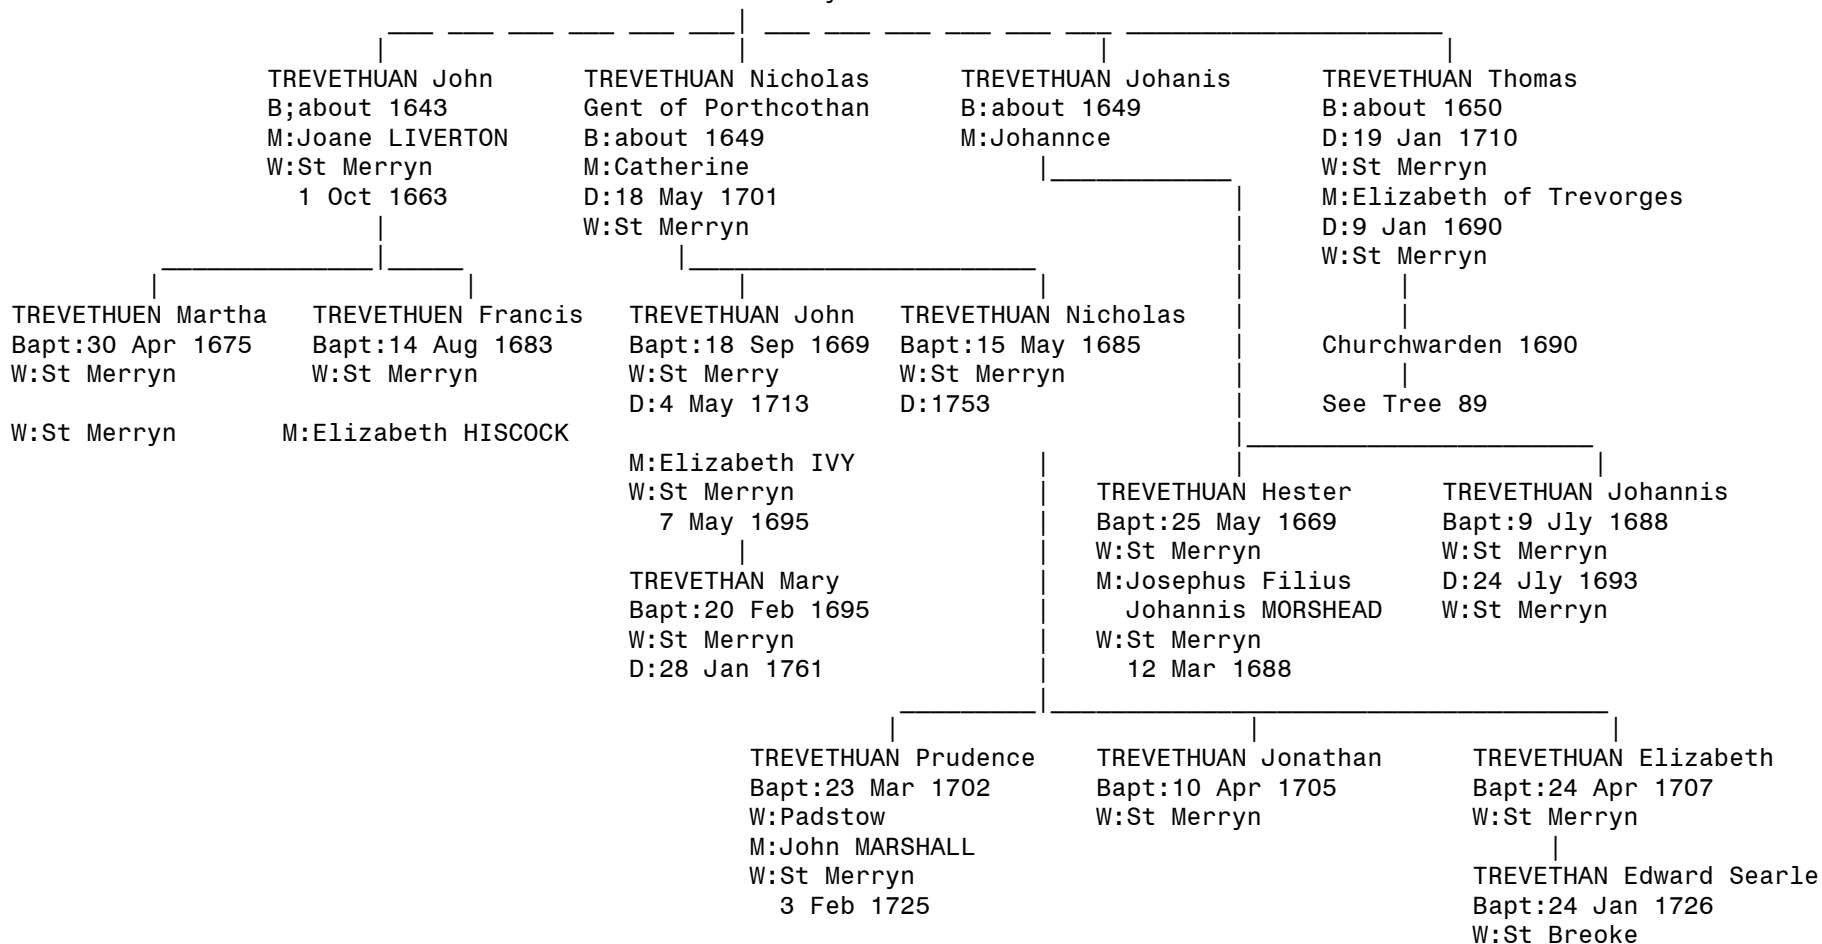 TREVETHUAN John TREVETHUAN Nicholas TREVETHUAN Johanis TREVETHUAN Thomas
B;about 1643 Gent of Porthcothan B:about 1649 B:about 1650
M:Joane LIVERTON B:about 1649 M:Johannce D:19 Jan 1710
W:St Merryn M:Catherine W:St Merryn
1 Oct 1663 D:18 May 1701 M:Elizabeth of Trevorges
W:St Merryn D:9 Jan 1690
W:St Merryn
TREVETHUEN Martha TREVETHUEN Francis TREVETHUAN John TREVETHUAN Nicholas
Bapt:30 Apr 1675 Bapt:14 Aug 1683 Bapt:18 Sep 1669 Bapt:15 May 1685 Churchwarden 1690
W:St Merryn W:St Merryn W:St Merry W:St Merryn
D:4 May 1713 D:1753 See Tree 89
W:St Merryn M:Elizabeth HISCOCK
M:Elizabeth IVY
W:St Merryn TREVETHUAN Hester TREVETHUAN Johannis
7 May 1695 Bapt:25 May 1669 Bapt:9 Jly 1688
W:St Merryn W:St Merryn
TREVETHAN Mary M:Josephus Filius D:24 Jly 1693
Bapt:20 Feb 1695 Johannis MORSHEAD W:St Merryn
W:St Merryn W:St Merryn
D:28 Jan 1761 12 Mar 1688
TREVETHUAN Prudence TREVETHUAN Jonathan TREVETHUAN Elizabeth
Bapt:23 Mar 1702 Bapt:10 Apr 1705 Bapt:24 Apr 1707
W:Padstow W:St Merryn W:St Merryn
M:John MARSHALL
W:St Merryn TREVETHAN Edward Searle
3 Feb 1725 Bapt:24 Jan 1726
W:St Breoke